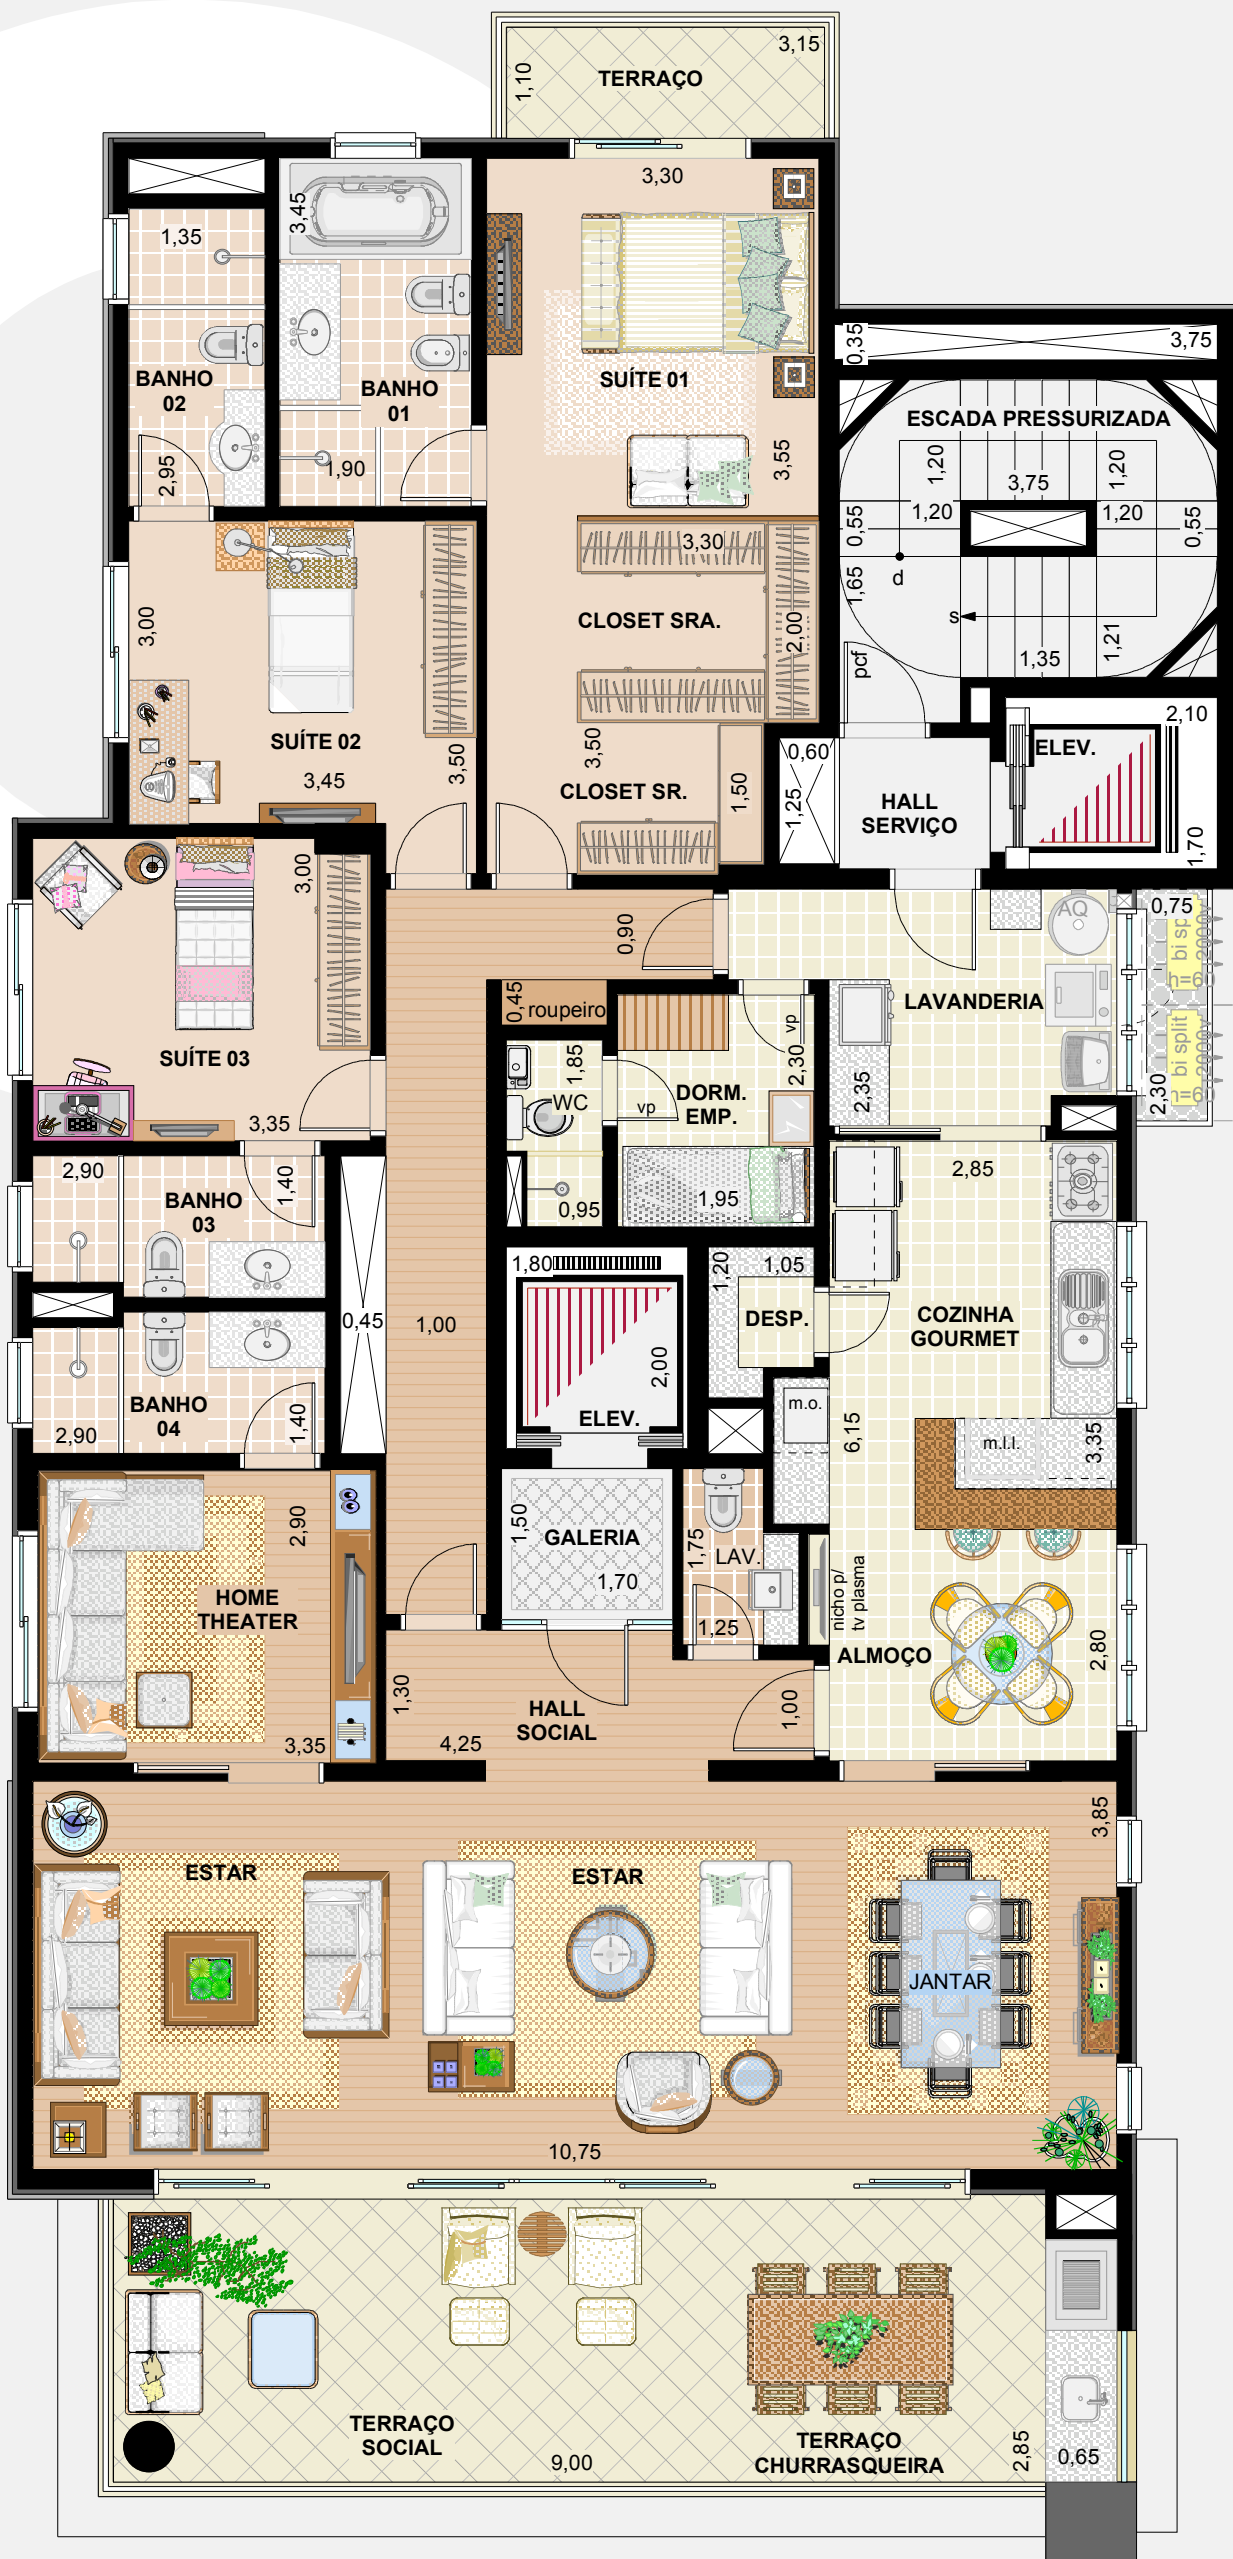 3,15
1,10
TERRAÇO
3,30
3,45
1,35
0,35
3,75
BANHO
02
BANHO
01
SUÍTE 01
ESCADA PRESSURIZADA
2,95
1,90
3,55
1,20
3,75
1,20
0,55
1,20
1,20
0,55
3,30
1,65
d
3,00
CLOSET SRA.
2,00
s
1,35
1,21
pcf
SUÍTE 02
3,45
3,50
3,50
CLOSET SR.
1,50
0,60
1,25
HALL
SERVIÇO
ELEV.
2,10
1,70
3,00
0,90
AQ
0,75
bi sp
LAVANDERIA
0,45
roupeiro
vp
SUÍTE 03
3,35
1,85
WC
vp
DORM.
EMP.
2,30
2,35
bi split
2,30
2,90
BANHO
03
1,40
0,95
1,95
2,85
1,80
1,20
1,05
DESP.
COZINHA
GOURMET
0,45
1,00
2,00
ELEV.
BANHO
04
2,90
1,40
m.o.
6,15
m.l.l.
3,35
2,90
1,50
GALERIA
1,70
1,75
LAV.
1,25
nicho p/
tv plasma
HOME
THEATER
3,35
1,30
4,25
HALL
SOCIAL
1,00
ALMOÇO
2,80
3,85
ESTAR
ESTAR
JANTAR
10,75
TERRAÇO
SOCIAL
9,00
TERRAÇO
CHURRASQUEIRA
2,85
0,65